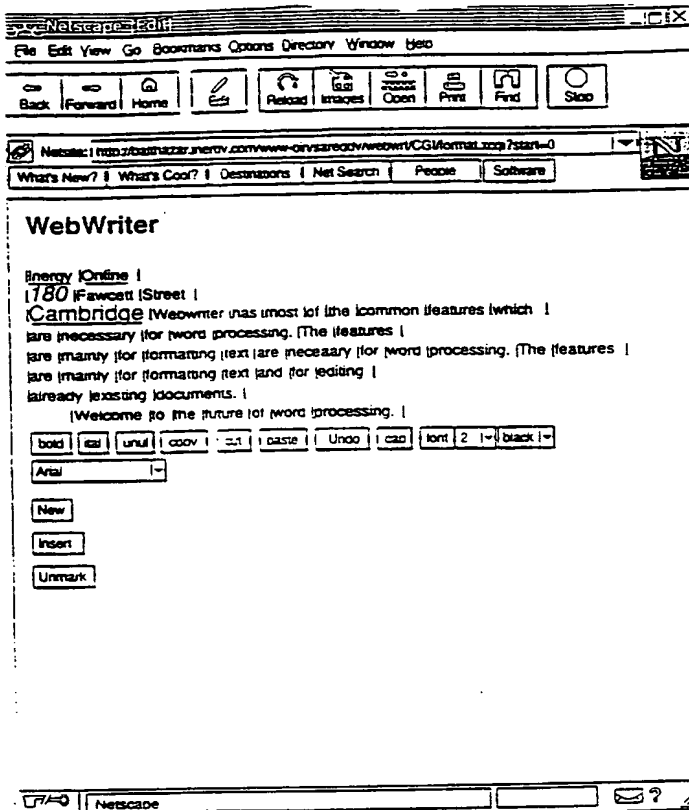 Netscape - [Edit]
File Edit View Go Bookmarks Options Directory Window Help
Back Forward Home Edit Reload Images Open Print Find Stop
Netsite:
What's New? What's Cool? Destinations Net Search People Software
WebWriter
|nergy |Online |
|180 |Fawcett |Street |
|Cambridge |Webwriter |has |most |of |the |common |features |which |
|are |necessary |for |word |processing. |The |features |
|are |mainly |for |formatting |text |are |neceaary |for |word |processing. |The |features |
|are |mainly |for |formatting |text |and |for |editing |
|already |existing |documents. |
|Welcome |to |the |future |of |word |processing. |
bold ital unul copy cut paste Undo cap font 2 black
Arial
New
Insert
Unmark
Netscape